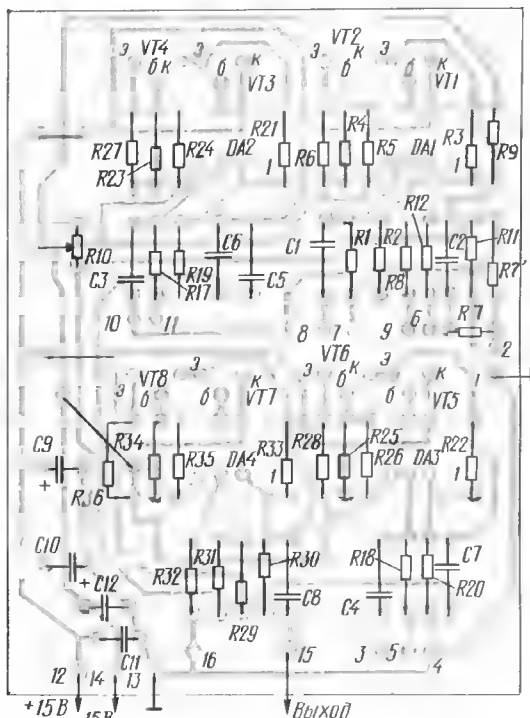 Э VT4 Э VT2 Э
б К б К б К б К
VT3 VT1
R27 R23 R24 DA2 R21 R6 R4 R5 DA1 R3 R9
1 1
R12
R10 C3 R17 R19 C6 C5 C1 R1 R2 R8 C2 R11 R7'
10 11 8 7 9 6 R7 2
Э VT8 Э К VT6 Э К 1
б б VT7 б К б VT5
C9 + R36 R34 R35 DA4 R33 R28 R25 R26 DA3 R22
1 1
C10 + C12 C11 R32 R31 R29 R30 C8 C4 R18 R20 C7
16 15 3 5 4
12 14 13
+15В 15В Выход